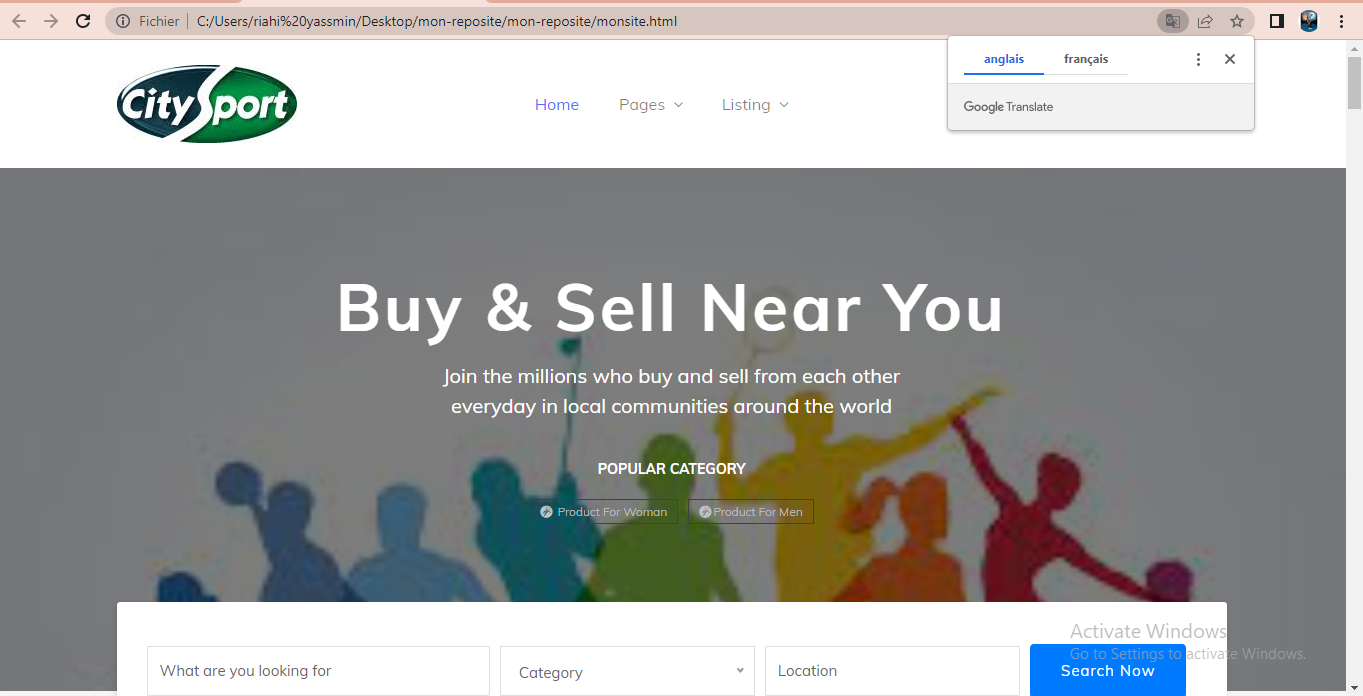 Fichier
C:/Users/riahi%20yassmin/Desktop/mon-reposite/mon-reposite/monsite.html
anglais
français
Google Translate
City Sport
Home
Pages
Listing
Buy & Sell Near You
Join the millions who buy and sell from each other
everyday in local communities around the world
POPULAR CATEGORY
Product For Woman
Product For Men
What are you looking for
Category
Location
Search Now
Activate Windows
Go to Settings to activate Windows.